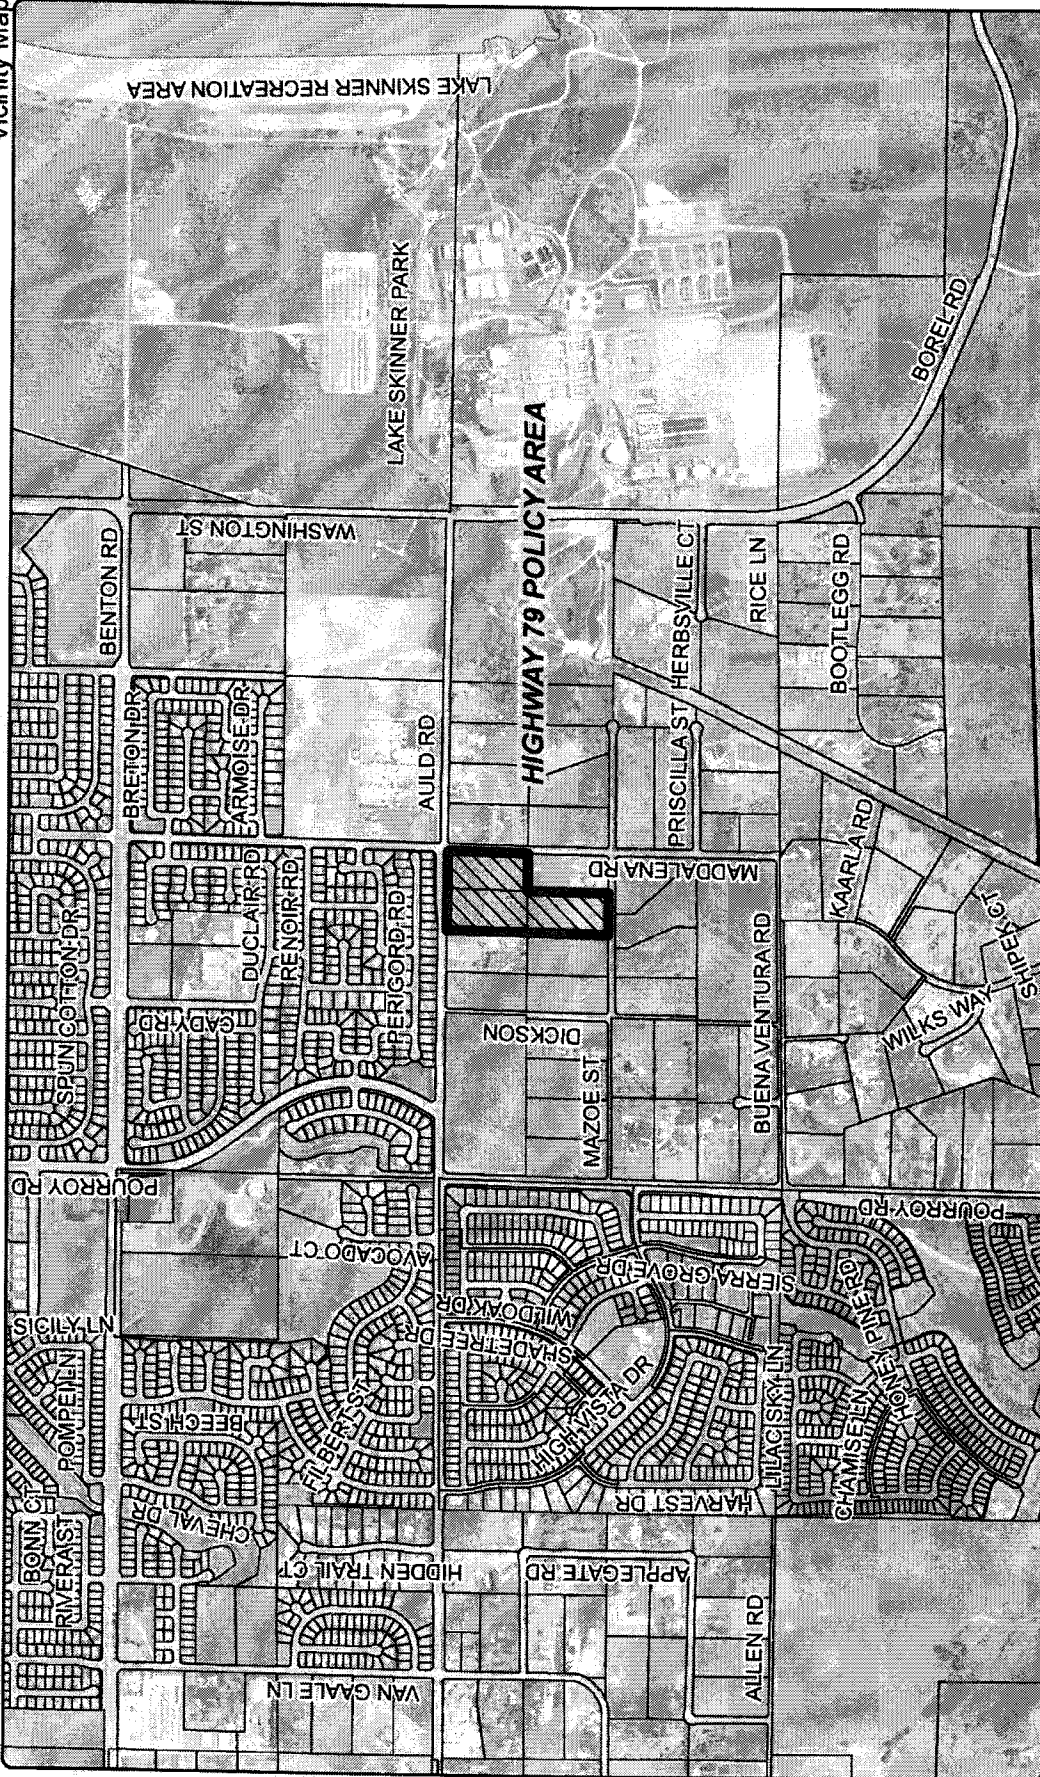 Vicinity Map
LAKE SKINNER RECREATION AREA
LAKE SKINNER PARK
BOREL RD
HIGHWAY 79 POLICY AREA
WASHINGTON ST
BENTON RD
HERBSVILLE CT
RICE LN
BOOTLEGG RD
BRETON DR
ARMOISE DR
AULD RD
PRISCILLA ST
MADDALENA RD
KAARLA RD
DUCLAIR RD
RENOIR RD
PERIGORD RD
SPUN COTTON DR
CADY RD
DICKSON
MAZOE ST
BUENAVENTURA RD
WILKS WAY
SHPEK CT
POURROY RD
POURROY RD
AVOCADO CT
SIERRA GROVE DR
WILDOAK DR
SHADETREE DR
SICILY LN
POMPEII LN
BEECH ST
FILBERT ST
HIGH VISTA DR
LILAC SKY LN
HONEY PINE RD
CHAMISE LN
HARVEST DR
BONN CT
RIVERA ST
CHEVAL DR
HIDDEN TRAIL CT
APPLEGATE RD
ALLEN RD
VAN GAALE LN